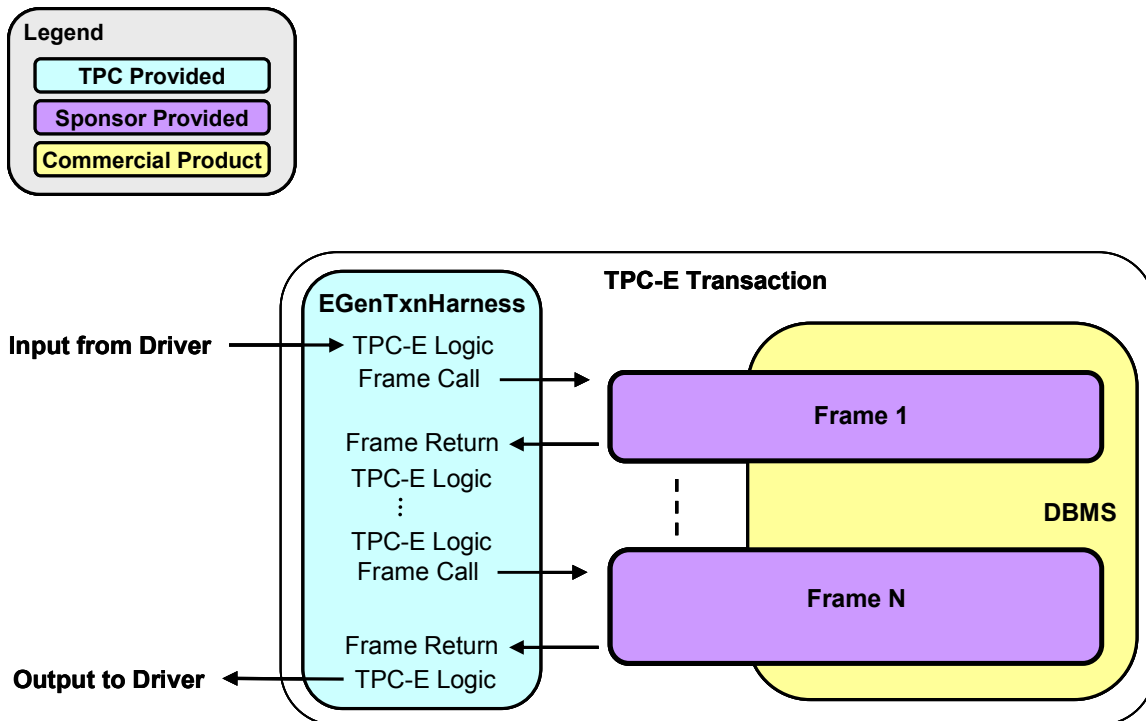 Legend
TPC Provided
Sponsor Provided
Commercial Product
TPC-E Transaction
EGenTxnHarness
Input from Driver
TPC-E Logic
Frame Call
Frame 1
Frame Return
TPC-E Logic
⋮
DBMS
TPC-E Logic
Frame Call
Frame N
Frame Return
Output to Driver
TPC-E Logic